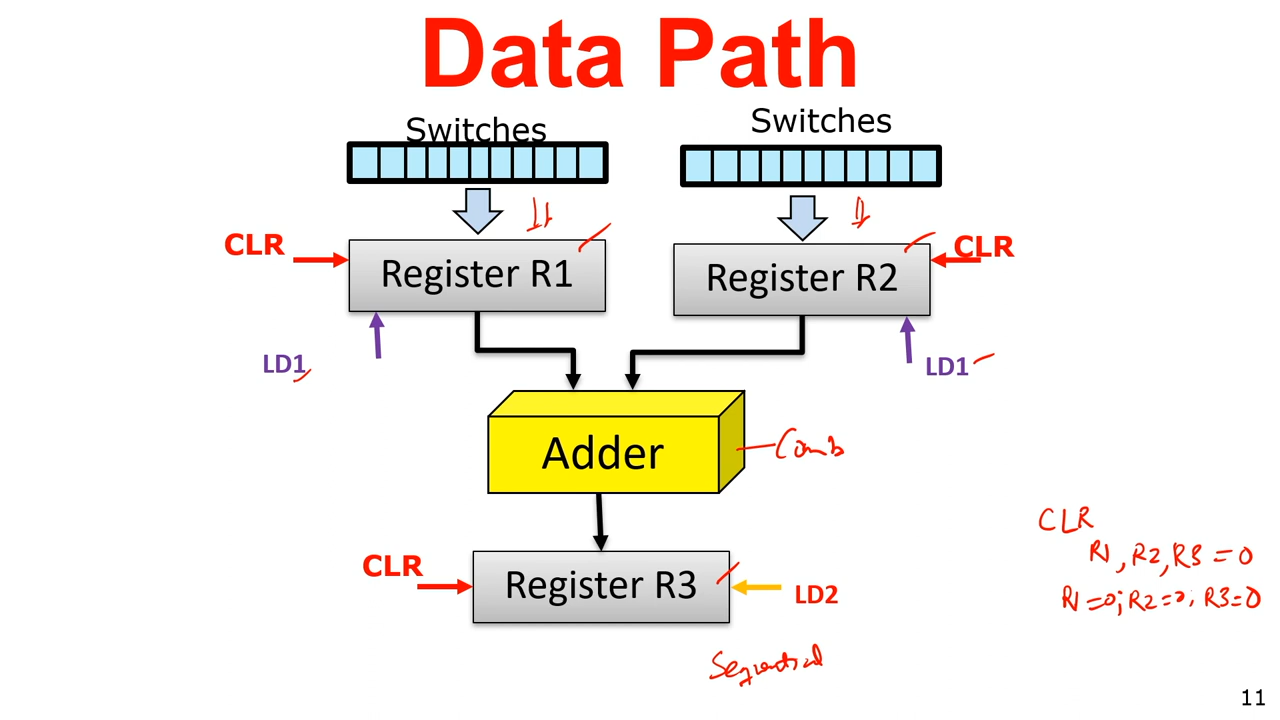 Data Path
Switches
Switches
CLR
Register R1
Register R2
CLR
LD1
LD1
Adder
Comb
CLR
Register R3
LD2
CLR
R1, R2, R3 = 0
R1 = 0; R2 = 0; R3 = 0
Sequential
11